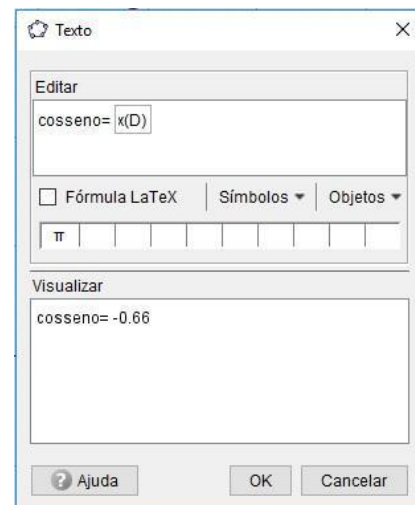 Texto
Editar
cosseno= x(D)
Fórmula LaTeX Símbolos Objetos
π
Visualizar
cosseno= -0.66
? Ajuda OK Cancelar